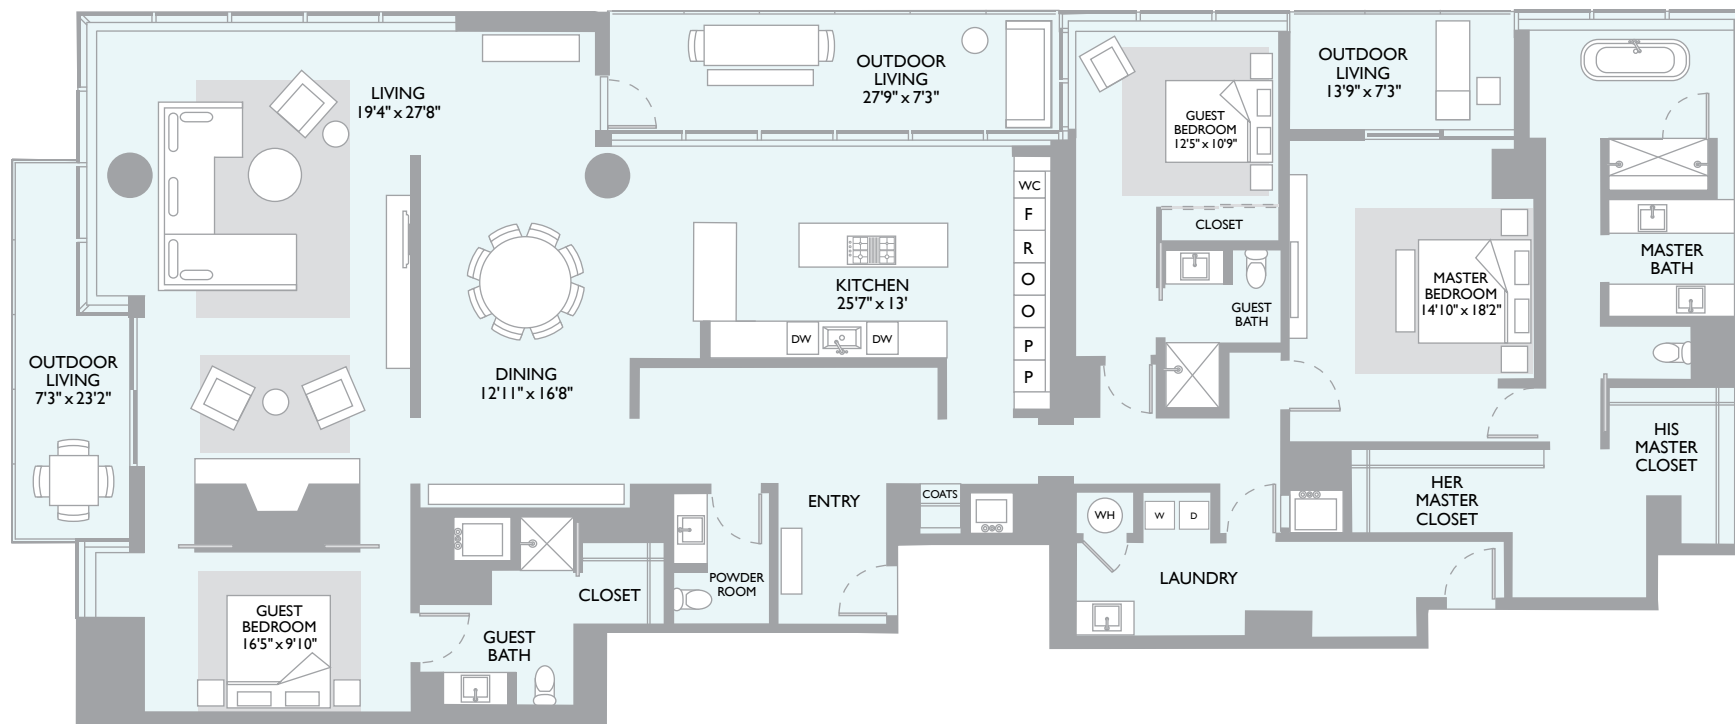 LIVING
19'4" x 27'8"
OUTDOOR
LIVING
27'9" x 7'3"
GUEST
BEDROOM
12'5" x 10'9"
OUTDOOR
LIVING
13'9" x 7'3"
WC
F
R
O
O
P
P
CLOSET
GUEST
BATH
KITCHEN
25'7" x 13'
DW
DW
MASTER
BEDROOM
14'10" x 18'2"
MASTER
BATH
OUTDOOR
LIVING
7'3" x 23'2"
DINING
12'11" x 16'8"
HIS
MASTER
CLOSET
HER
MASTER
CLOSET
ENTRY
COATS
WH
W
D
LAUNDRY
POWDER
ROOM
CLOSET
GUEST
BEDROOM
16'5" x 9'10"
GUEST
BATH